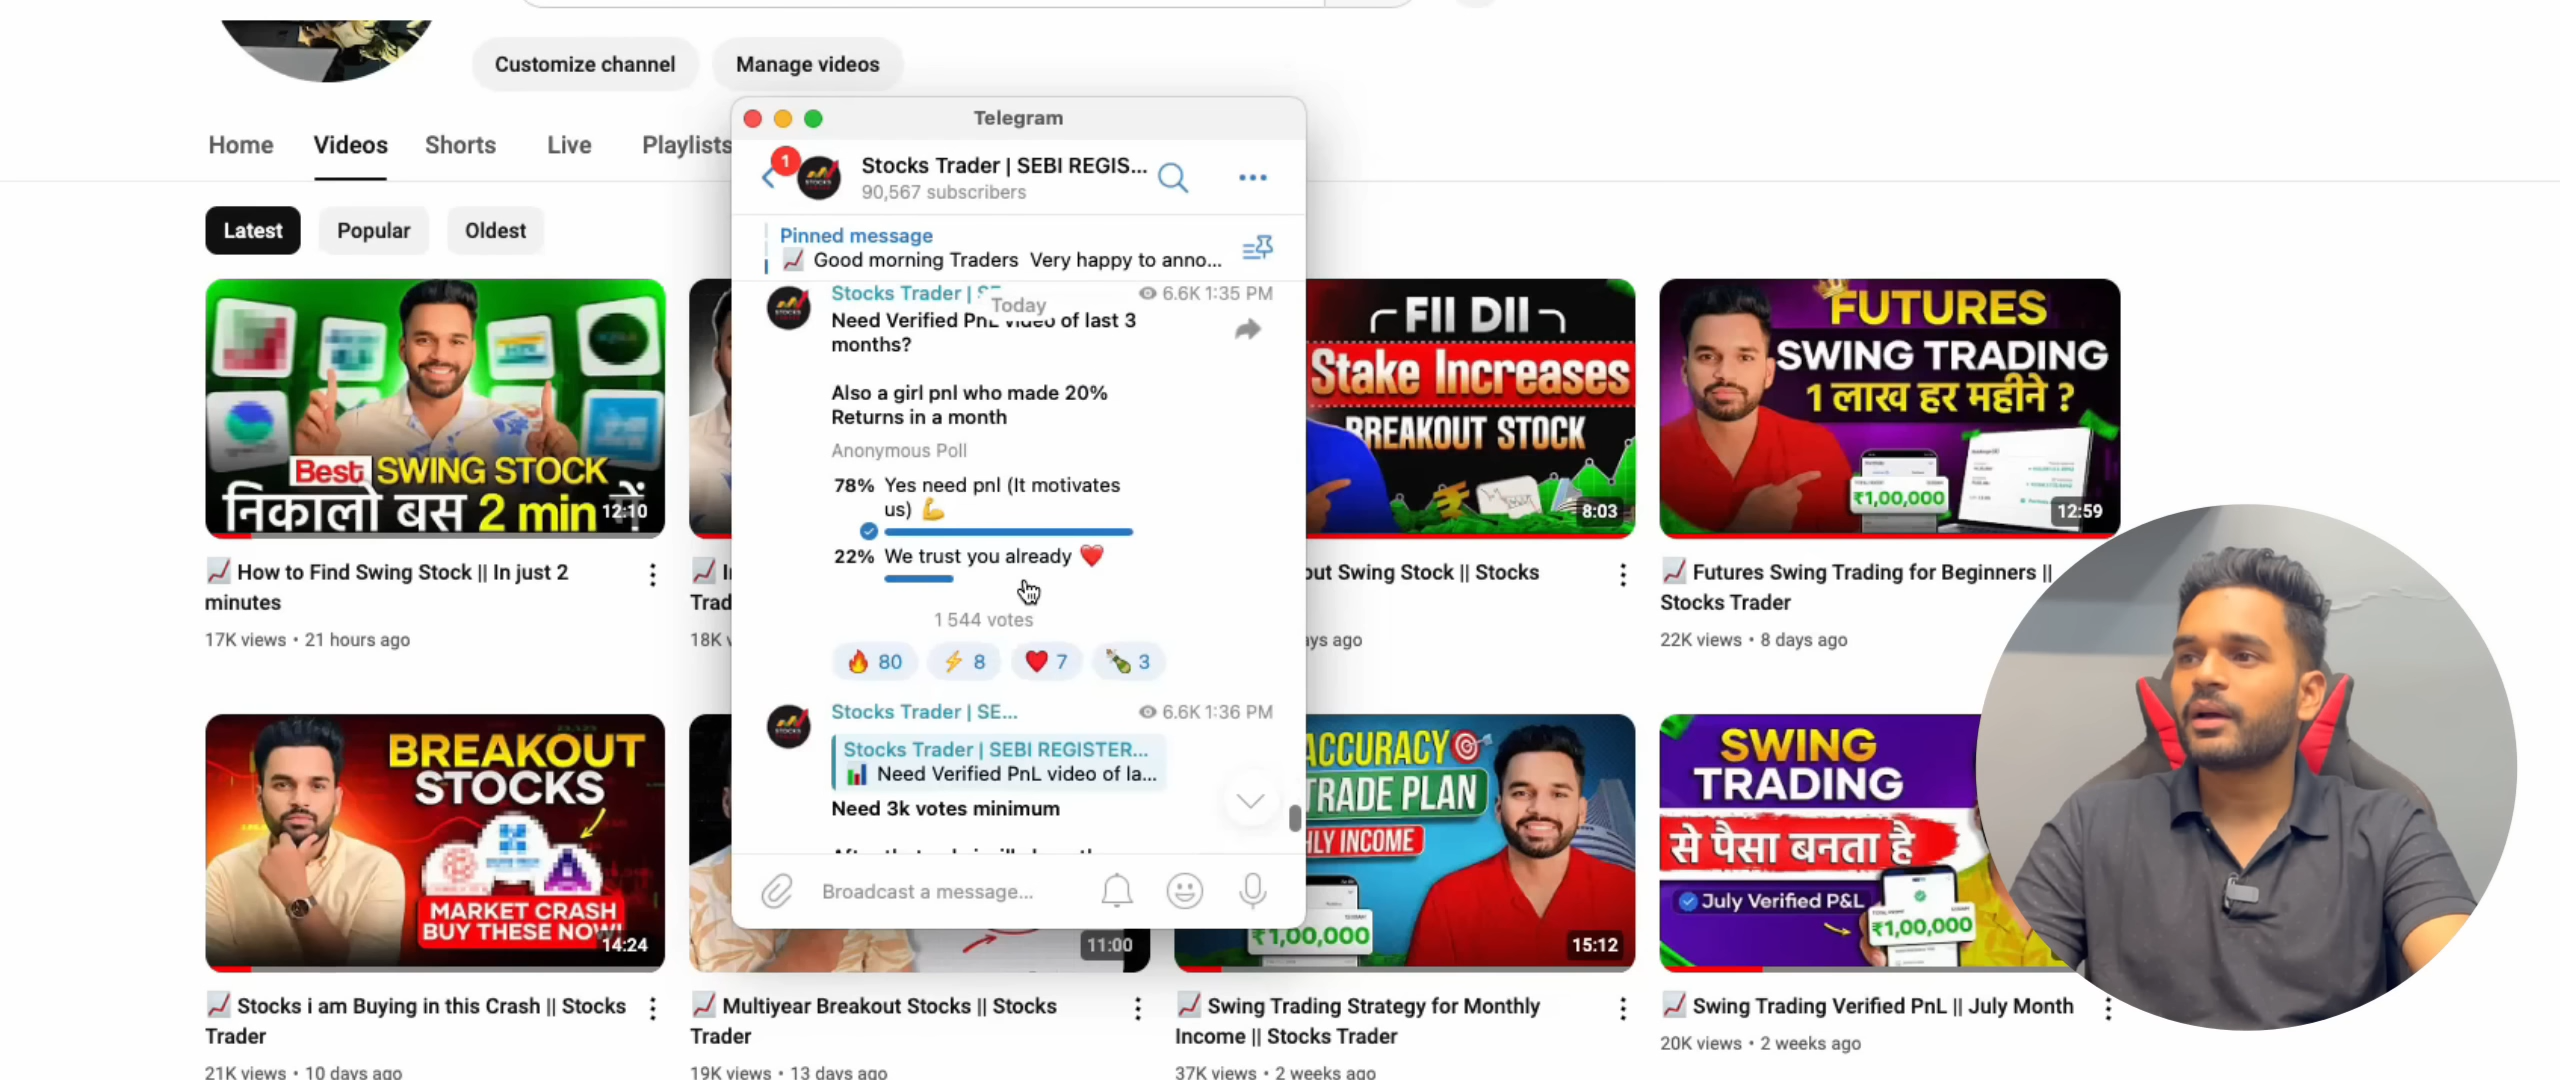 Customize channel
Manage videos
Home
Videos
Shorts
Live
Playlists
Latest
Popular
Oldest
Telegram
1
Stocks Trader | SEBI REGIS...
90,567 subscribers
Pinned message
Good morning Traders Very happy to anno...
Stocks Trader |
6.6K 1:35 PM
Today
Need Verified PnL video of last 3
months?
Also a girl pnl who made 20%
Returns in a month
Anonymous Poll
78% Yes need pnl (It motivates
us) 💪
22% We trust you already ❤️
1 544 votes
🔥 80 ⚡ 8 ❤️ 7 🍾 3
Stocks Trader | SE...
6.6K 1:36 PM
Stocks Trader | SEBI REGISTER...
📊 Need Verified PnL video of la...
Need 3k votes minimum
Broadcast a message...
Best SWING STOCK
निकालो बस 2 min में
12:10
📈 How to Find Swing Stock || In just 2
minutes
17K views • 21 hours ago
18K
FII DII
Stake Increases
BREAKOUT STOCK
8:03
Swing Stock || Stocks
ago
FUTURES
SWING TRADING
1 लाख हर महीने ?
₹1,00,000
12:59
📈 Futures Swing Trading for Beginners ||
Stocks Trader
22K views • 8 days ago
BREAKOUT
STOCKS
MARKET CRASH
BUY THESE NOW!
14:24
📈 Stocks i am Buying in this Crash || Stocks
Trader
21K views • 10 days ago
11:00
📈 Multiyear Breakout Stocks || Stocks
Trader
19K views • 13 days ago
ACCURACY
TRADE PLAN
INCOME
₹1,00,000
15:12
📈 Swing Trading Strategy for Monthly
Income || Stocks Trader
37K views • 2 weeks ago
SWING
TRADING
से पैसा बनता है
July Verified P&L
₹1,00,000
📈 Swing Trading Verified PnL || July Month
20K views • 2 weeks ago